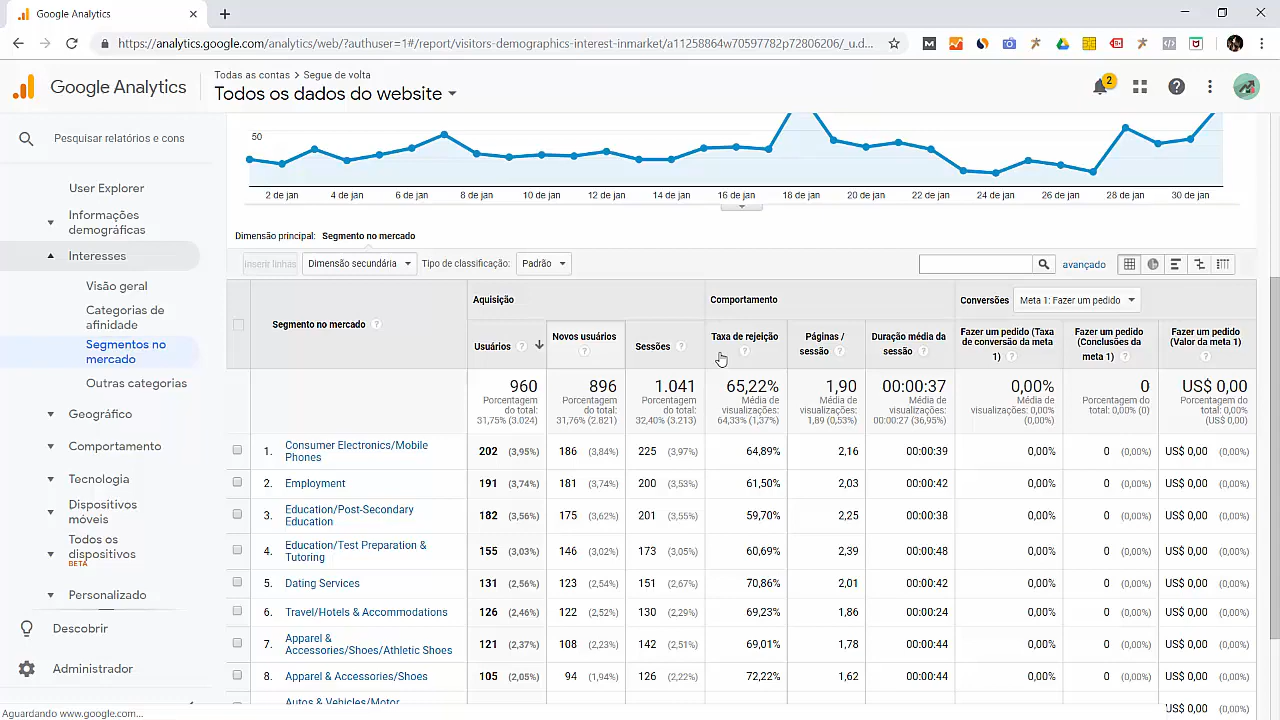 Google Analytics
https://analytics.google.com/analytics/web/?authuser=1#/report/visitors-demographics-interest-inmarket/a11258864w70597782p72806206/_u.d...
Google Analytics
Todas as contas > Segue de volta
Todos os dados do website
2
Pesquisar relatórios e cons
User Explorer
Informações
demográficas
Interesses
Visão geral
Categorias de
afinidade
Segmentos no
mercado
Outras categorias
Geográfico
Comportamento
Tecnologia
Dispositivos
móveis
Todos os
dispositivos
BETA
Personalizado
Descobrir
Administrador
Aguardando www.google.com...
50
2 de jan 4 de jan 6 de jan 8 de jan 10 de jan 12 de jan 14 de jan 16 de jan 18 de jan 20 de jan 22 de jan 24 de jan 26 de jan 28 de jan 30 de jan
Dimensão principal: Segmento no mercado
Inserir linhas Dimensão secundária Tipo de classificação: Padrão avançado
Aquisição Comportamento Conversões Meta 1: Fazer um pedido
Segmento no mercado ?
Usuários ?
Novos usuários
?
Sessões ?
Taxa de rejeição
?
Páginas /
sessão ?
Duração média da
sessão ?
Fazer um pedido (Taxa
de conversão da meta
1) ?
Fazer um pedido
(Conclusões da
meta 1) ?
Fazer um pedido
(Valor da meta 1)
?
960
Porcentagem
do total:
31,75% (3.024)
896
Porcentagem
do total:
31,76% (2.821)
1.041
Porcentagem
do total:
32,40% (3.213)
65,22%
Média de
visualizações:
64,33% (1,37%)
1,90
Média de
visualizações:
1,89 (0,53%)
00:00:37
Média de
visualizações:
00:00:27 (36,95%)
0,00%
Média de
visualizações: 0,00%
(0,00%)
0
Porcentagem do
total: 0,00% (0)
US$ 0,00
Porcentagem do
total: 0,00%
(US$ 0,00)
1. Consumer Electronics/Mobile
Phones
202 (3,95%) 186 (3,84%) 225 (3,97%) 64,89% 2,16 00:00:39 0,00% 0 (0,00%) US$ 0,00 (0,00%)
2. Employment 191 (3,74%) 181 (3,74%) 200 (3,53%) 61,50% 2,03 00:00:42 0,00% 0 (0,00%) US$ 0,00 (0,00%)
3. Education/Post-Secondary
Education
182 (3,56%) 175 (3,62%) 201 (3,55%) 59,70% 2,25 00:00:38 0,00% 0 (0,00%) US$ 0,00 (0,00%)
4. Education/Test Preparation &
Tutoring
155 (3,03%) 146 (3,02%) 173 (3,05%) 60,69% 2,39 00:00:48 0,00% 0 (0,00%) US$ 0,00 (0,00%)
5. Dating Services 131 (2,56%) 123 (2,54%) 151 (2,67%) 70,86% 2,01 00:00:42 0,00% 0 (0,00%) US$ 0,00 (0,00%)
6. Travel/Hotels & Accommodations 126 (2,46%) 122 (2,52%) 130 (2,29%) 69,23% 1,86 00:00:24 0,00% 0 (0,00%) US$ 0,00 (0,00%)
7. Apparel &
Accessories/Shoes/Athletic Shoes
121 (2,37%) 108 (2,23%) 142 (2,51%) 69,01% 1,78 00:00:44 0,00% 0 (0,00%) US$ 0,00 (0,00%)
8. Apparel & Accessories/Shoes 105 (2,05%) 94 (1,94%) 126 (2,22%) 72,22% 1,62 00:00:44 0,00% 0 (0,00%) US$ 0,00 (0,00%)
Autos & Vehicles/Motor
US$ 0,00 (0,00%)